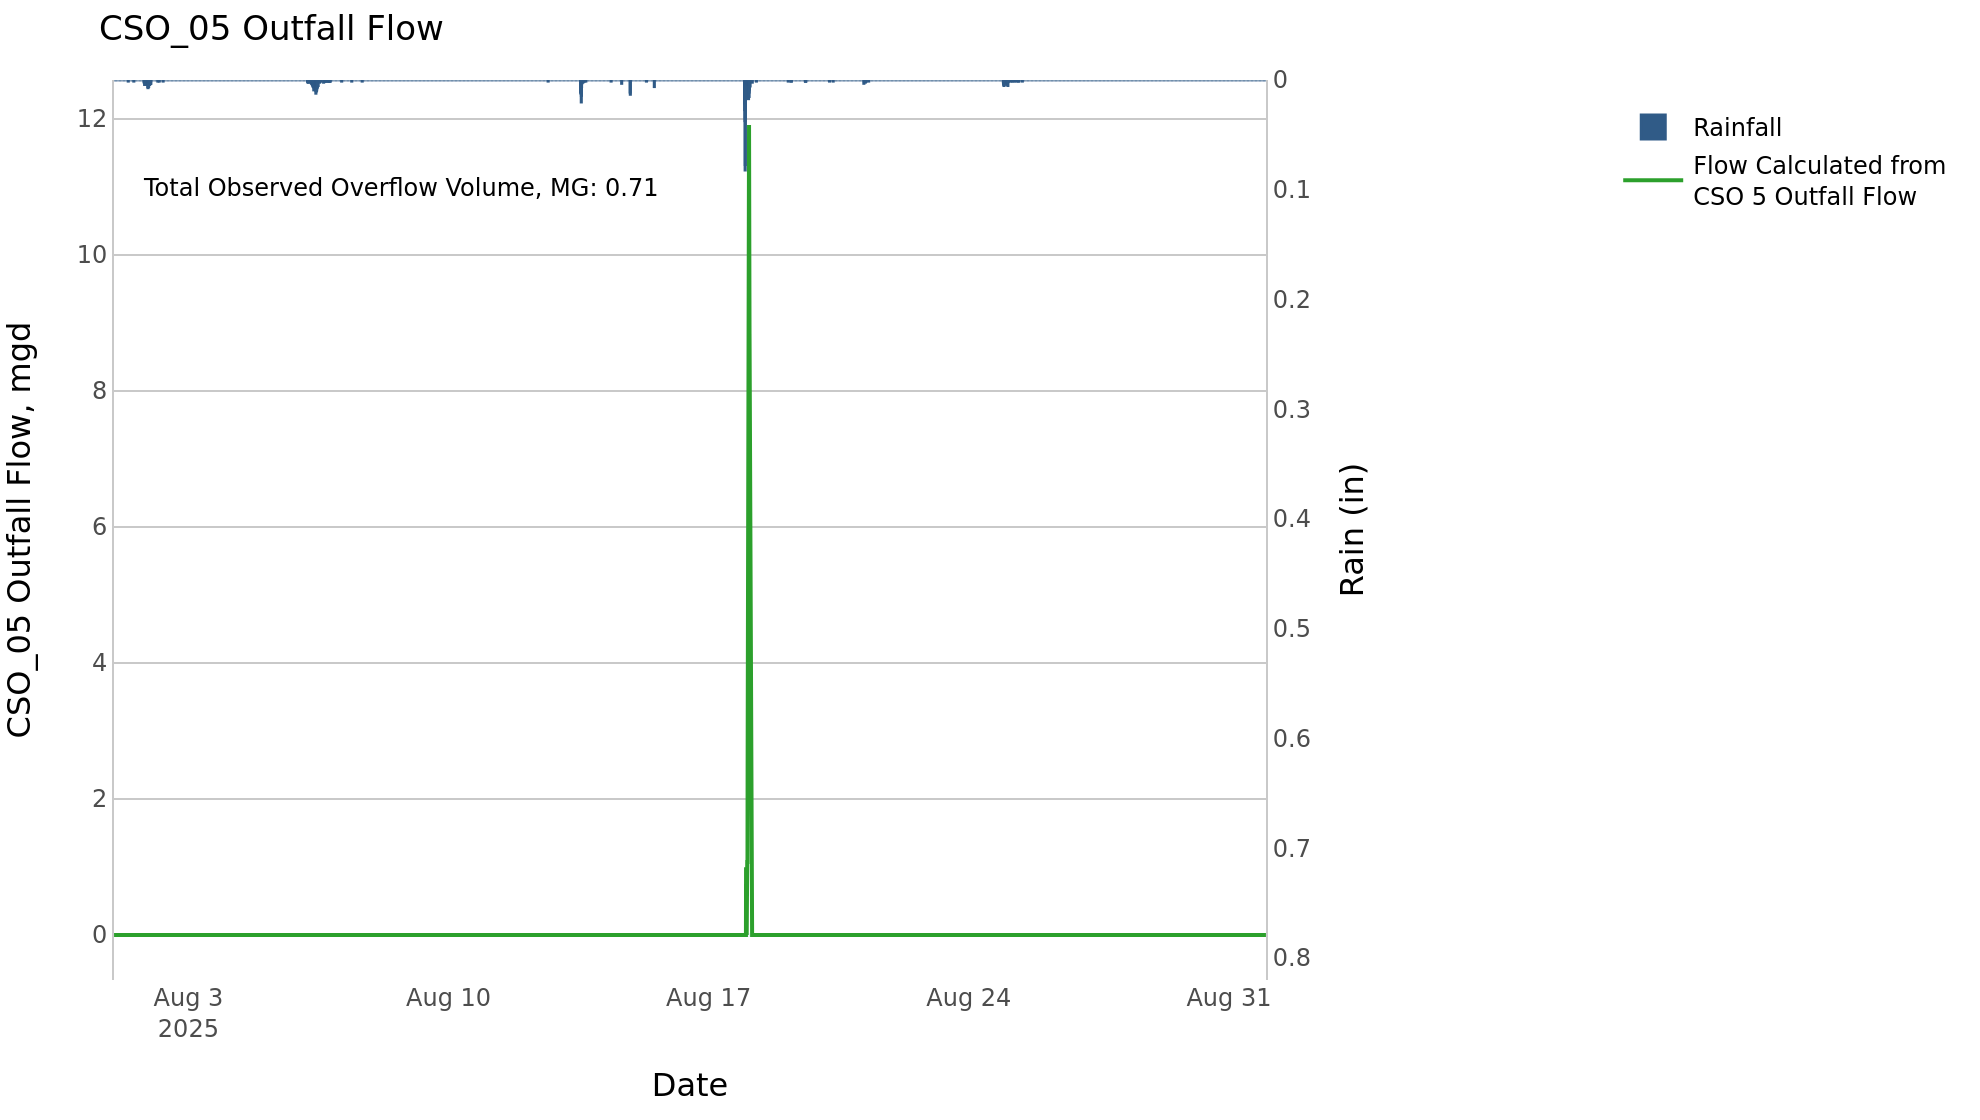 CSO_05 Outfall Flow
CSO_05 Outfall Flow, mgd
12
10
8
6
4
2
0
Total Observed Overflow Volume, MG: 0.71
0
0.1
0.2
0.3
0.4
0.5
0.6
0.7
0.8
Rain (in)
Aug 3
2025
Aug 10
Aug 17
Aug 24
Aug 31
Date
Rainfall
Flow Calculated from
CSO 5 Outfall Flow